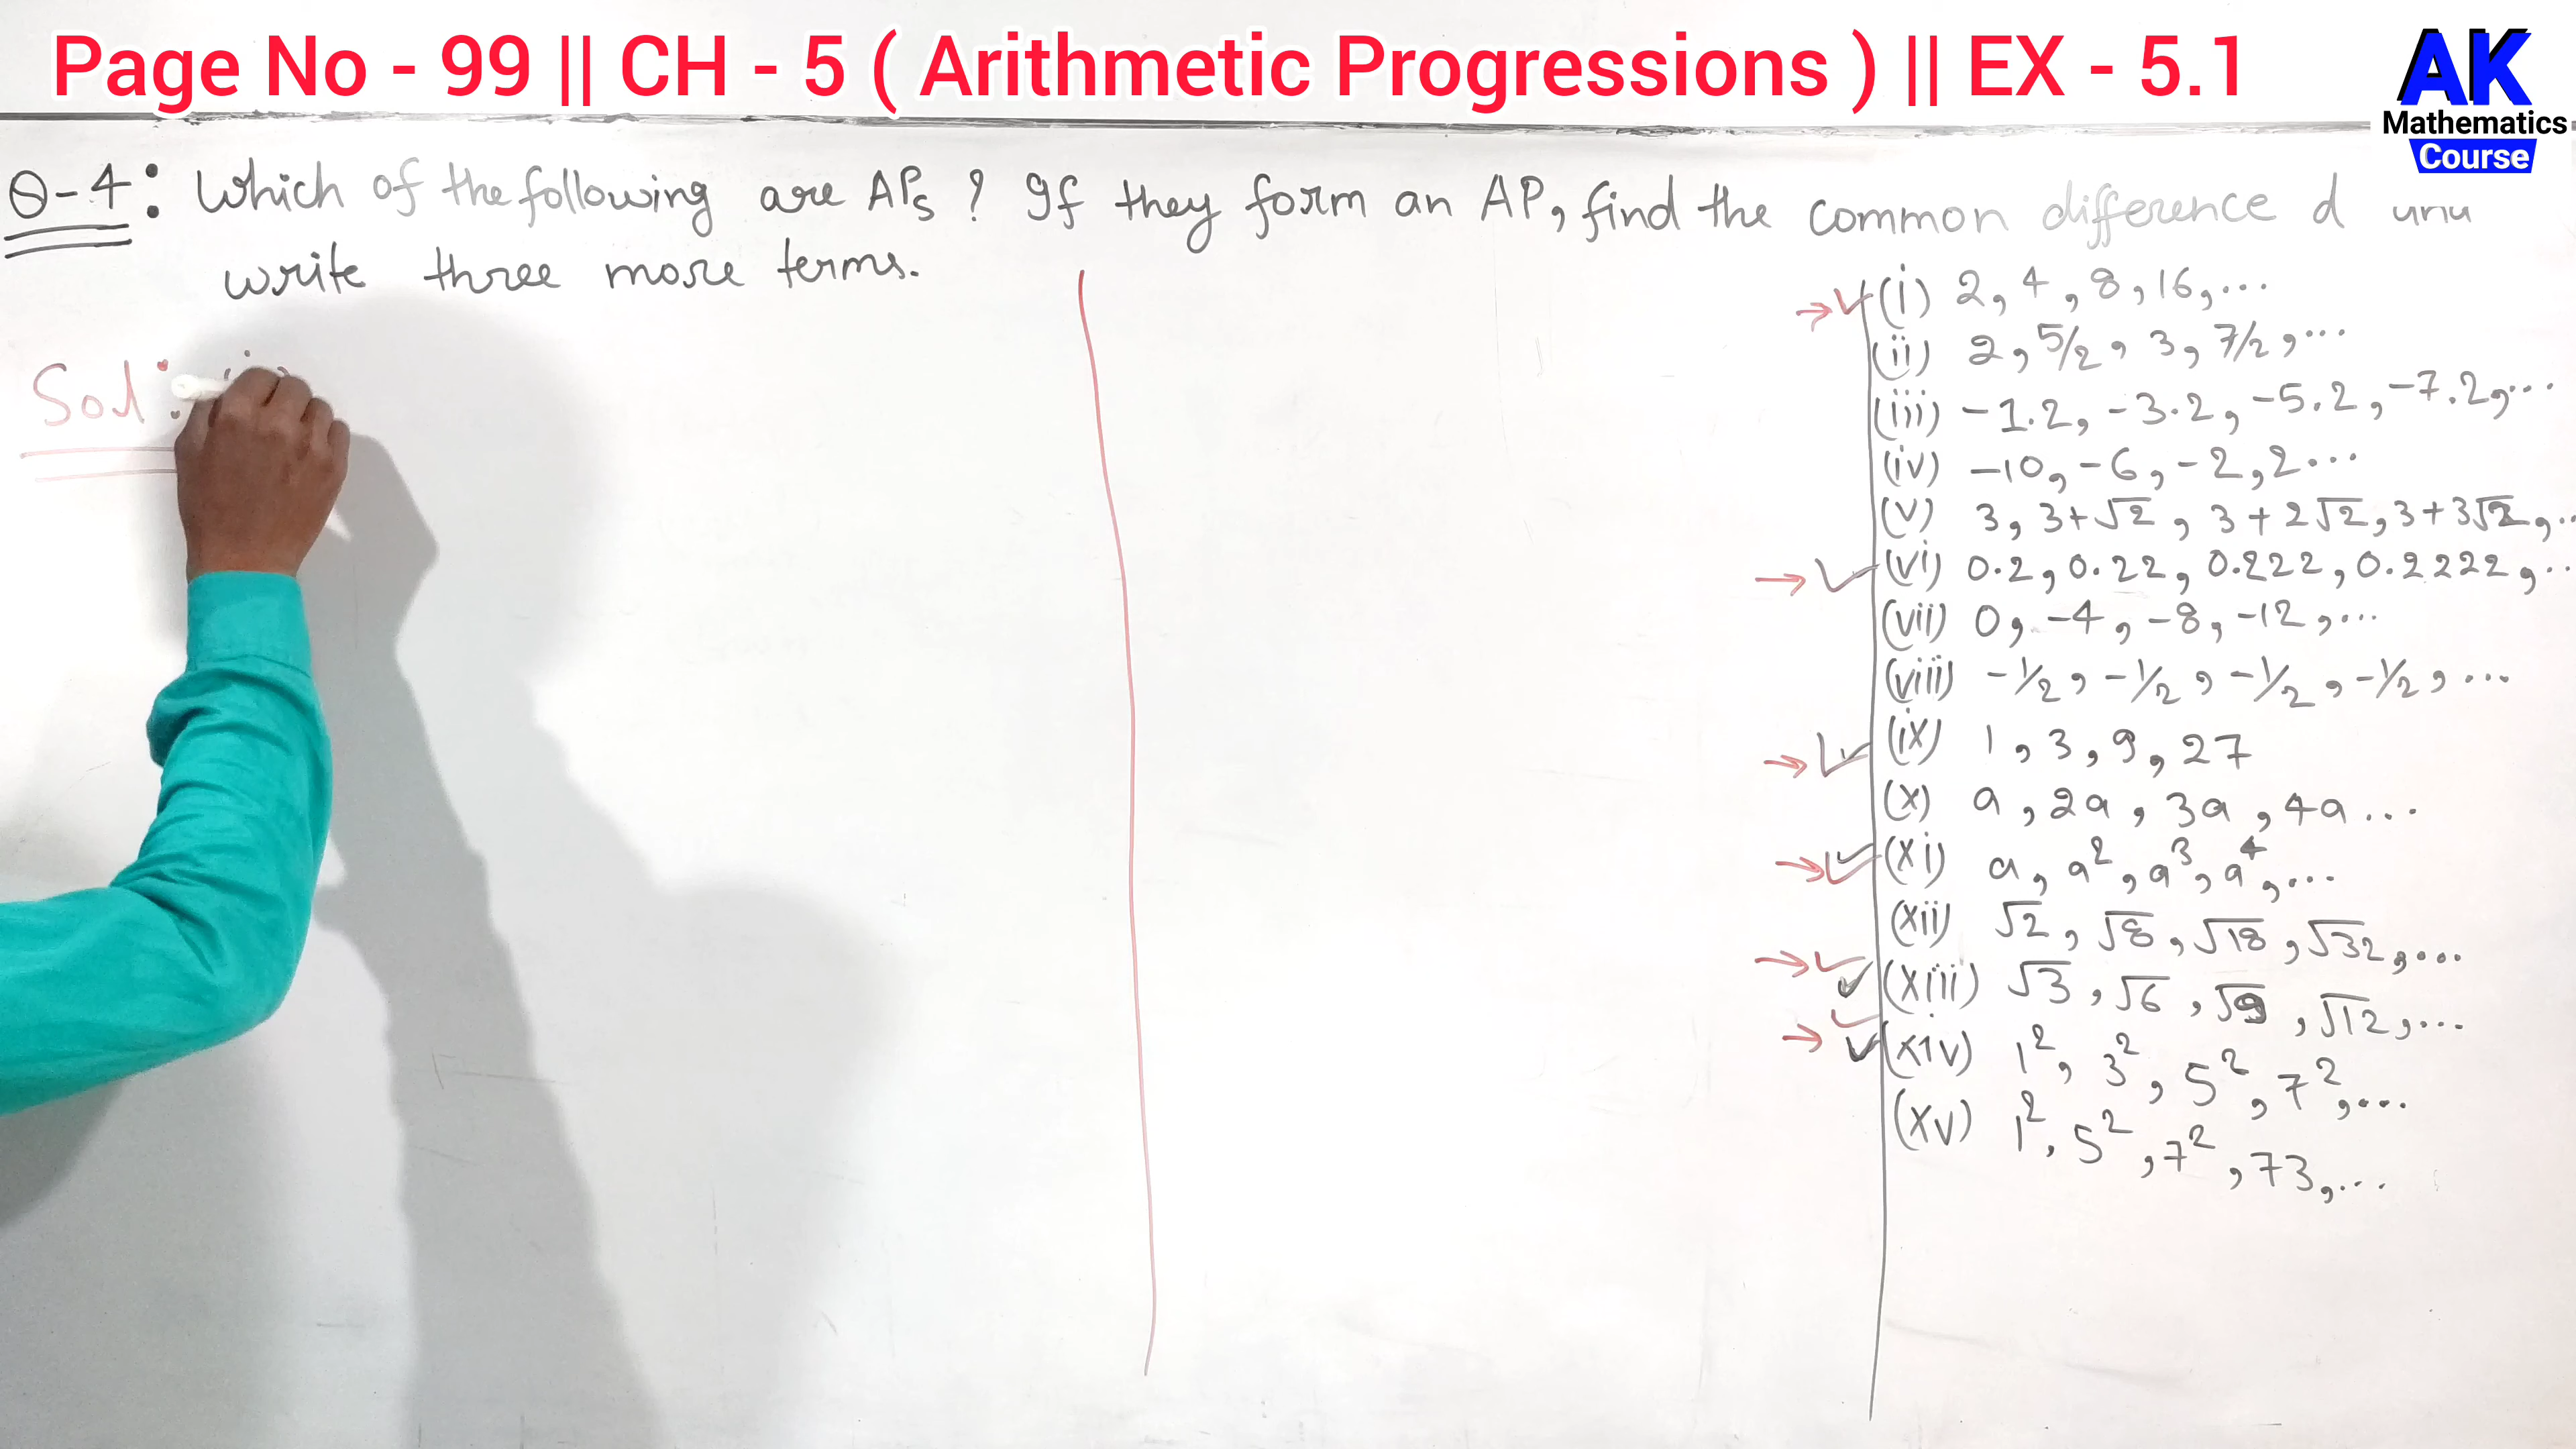 Page No - 99 || CH - 5 ( Arithmetic Progressions ) || EX - 5.1
AK
Mathematics
Course
Q-4: Which of the following are APs ? If they form an AP, find the common difference d and
write three more terms.
Sol :
(i) 2, 4, 8, 16, ...
(ii) 2, 5/2, 3, 7/2, ...
(iii) -1.2, -3.2, -5.2, -7.2, ...
(iv) -10, -6, -2, 2 ...
(v) 3, 3+√2, 3+2√2, 3+3√2, ..
(vi) 0.2, 0.22, 0.222, 0.2222, ..
(vii) 0, -4, -8, -12, ...
(viii) -1/2, -1/2, -1/2, -1/2, ...
(ix) 1, 3, 9, 27
(x) a, 2a, 3a, 4a ...
(xi) a, a², a³, a⁴, ...
(xii) √2, √8, √18, √32, ...
(xiii) √3, √6, √9, √12, ...
(xiv) 1², 3², 5², 7², ...
(xv) 1², 5², 7², 73, ...